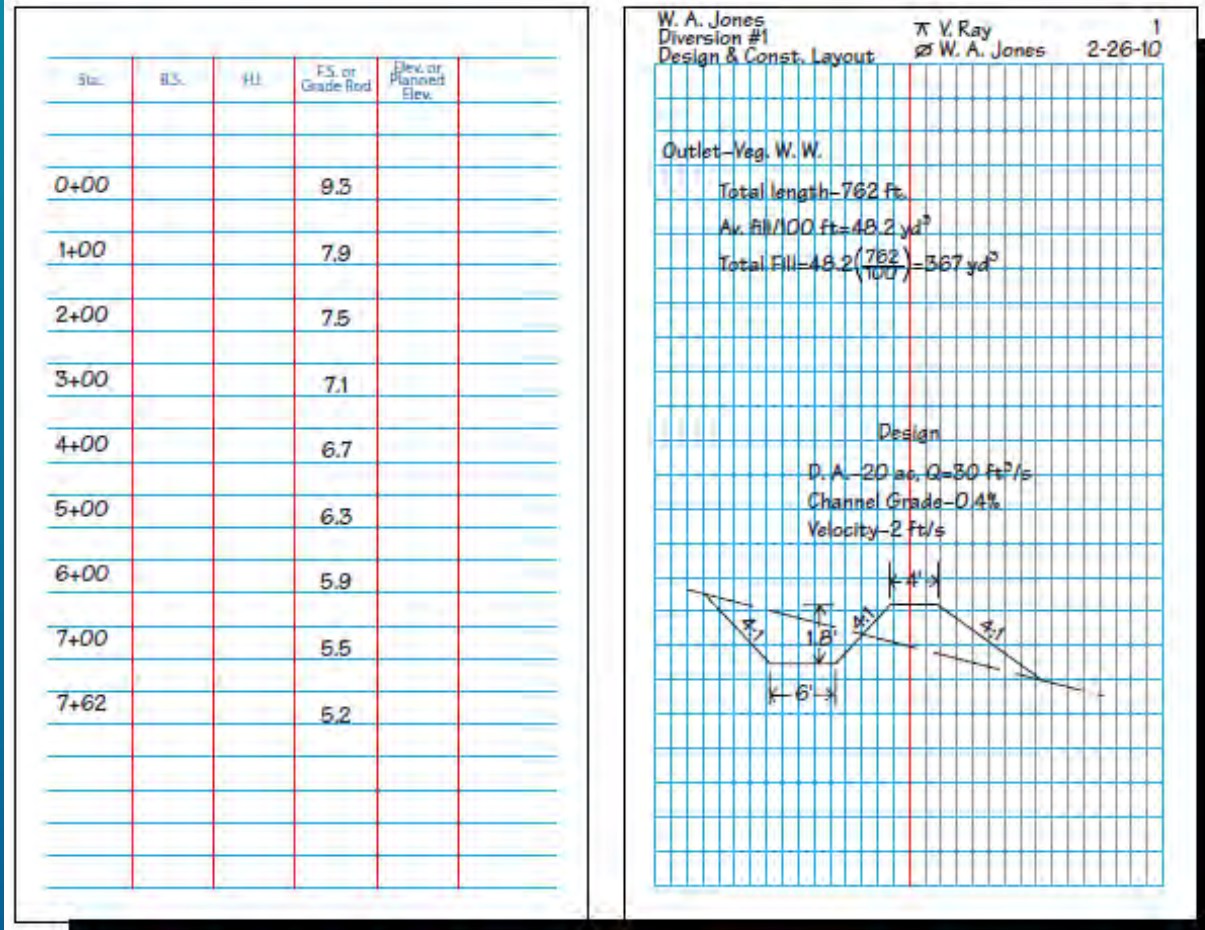 Sta. B.S. H.I. F.S. or Grade Rod Elev. or Planned Elev.
0+00 9.3
1+00 7.9
2+00 7.5
3+00 7.1
4+00 6.7
5+00 6.3
6+00 5.9
7+00 5.5
7+62 5.2
W. A. Jones
Diversion #1
Design & Const. Layout
⊼ V. Ray
ø W. A. Jones
1
2-26-10
Outlet–Veg. W. W.
Total length–762 ft.
Av. fill/100 ft=48.2 yd³
Total Fill=48.2(762/100)=367 yd³
Design
D. A.–20 ac, Q=30 ft³/s
Channel Grade–0.4%
Velocity–2 ft/s
4'
4:1
1.8'
4:1
4:1
6'